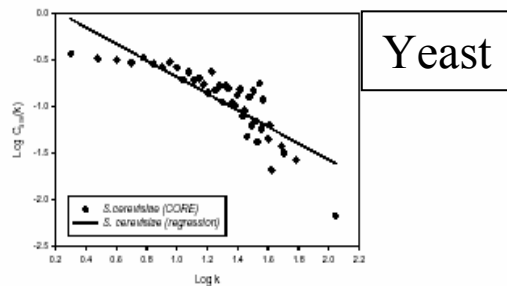 Yeast
0.0
-0.5
-1.0
-1.5
-2.0
-2.5
Log C
(k)
S.cerevisiae (CORE)
S. cerevisiae (regression)
0.2 0.4 0.6 0.8 1.0 1.2 1.4 1.6 1.8 2.0 2.2
Log k